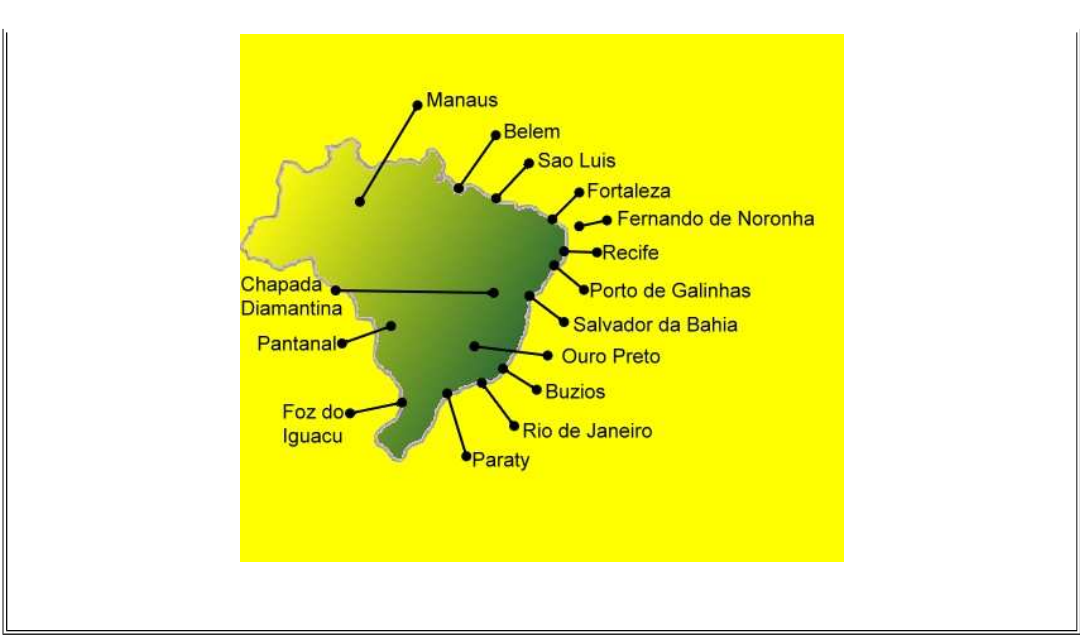 Manaus
Belem
Sao Luis
Fortaleza
Fernando de Noronha
Recife
Chapada
Diamantina
Porto de Galinhas
Salvador da Bahia
Pantanal
Ouro Preto
Buzios
Foz do
Iguacu
Rio de Janeiro
Paraty